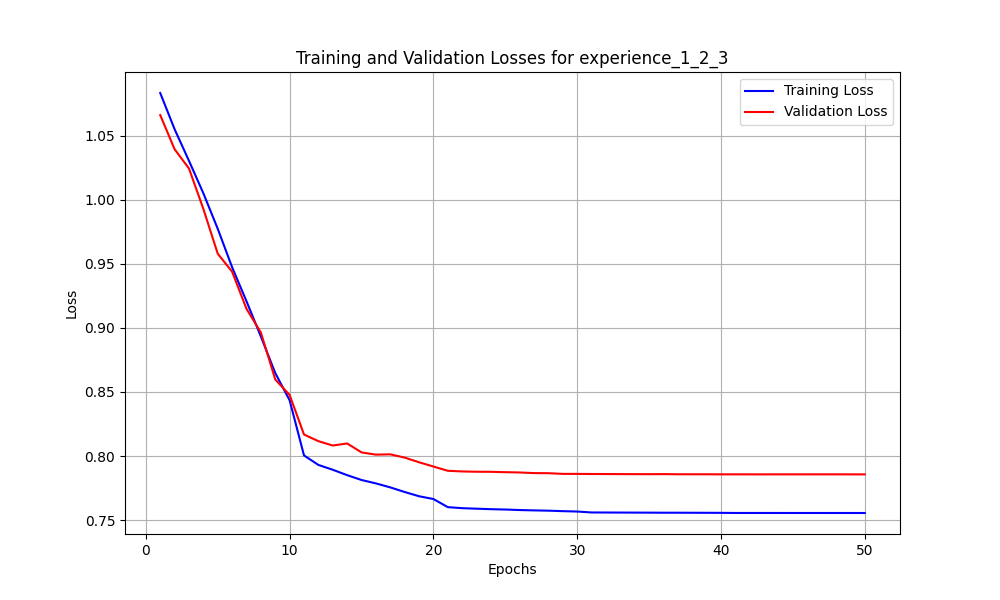 Training and Validation Losses for experience_1_2_3
Training Loss
Validation Loss
1.05
1.00
0.95
0.90
0.85
0.80
0.75
Loss
0 10 20 30 40 50
Epochs